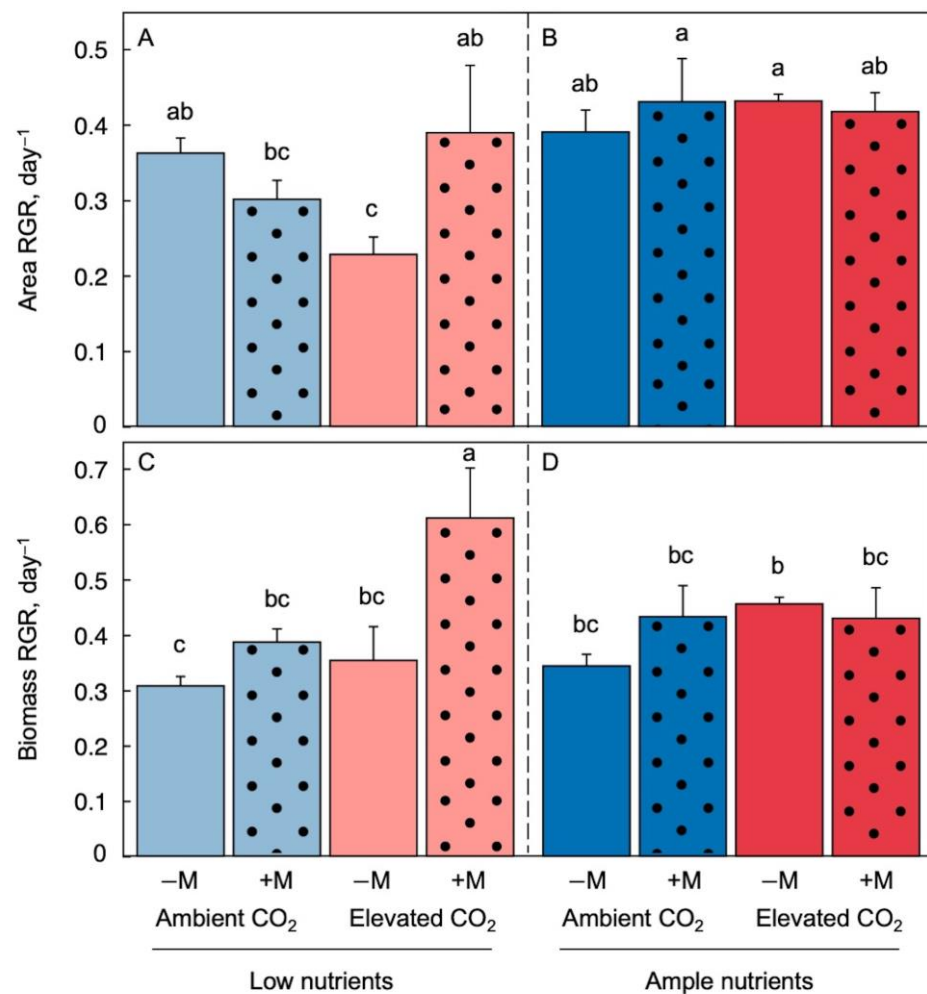 A
B
Area RGR, day⁻¹
0.5
0.4
0.3
0.2
0.1
0
ab
bc
c
ab
ab
a
a
ab
C
D
Biomass RGR, day⁻¹
0.7
0.6
0.5
0.4
0.3
0.2
0.1
0
c
bc
bc
a
bc
bc
b
bc
–M +M –M +M –M +M –M +M
Ambient CO₂ Elevated CO₂ Ambient CO₂ Elevated CO₂
Low nutrients Ample nutrients